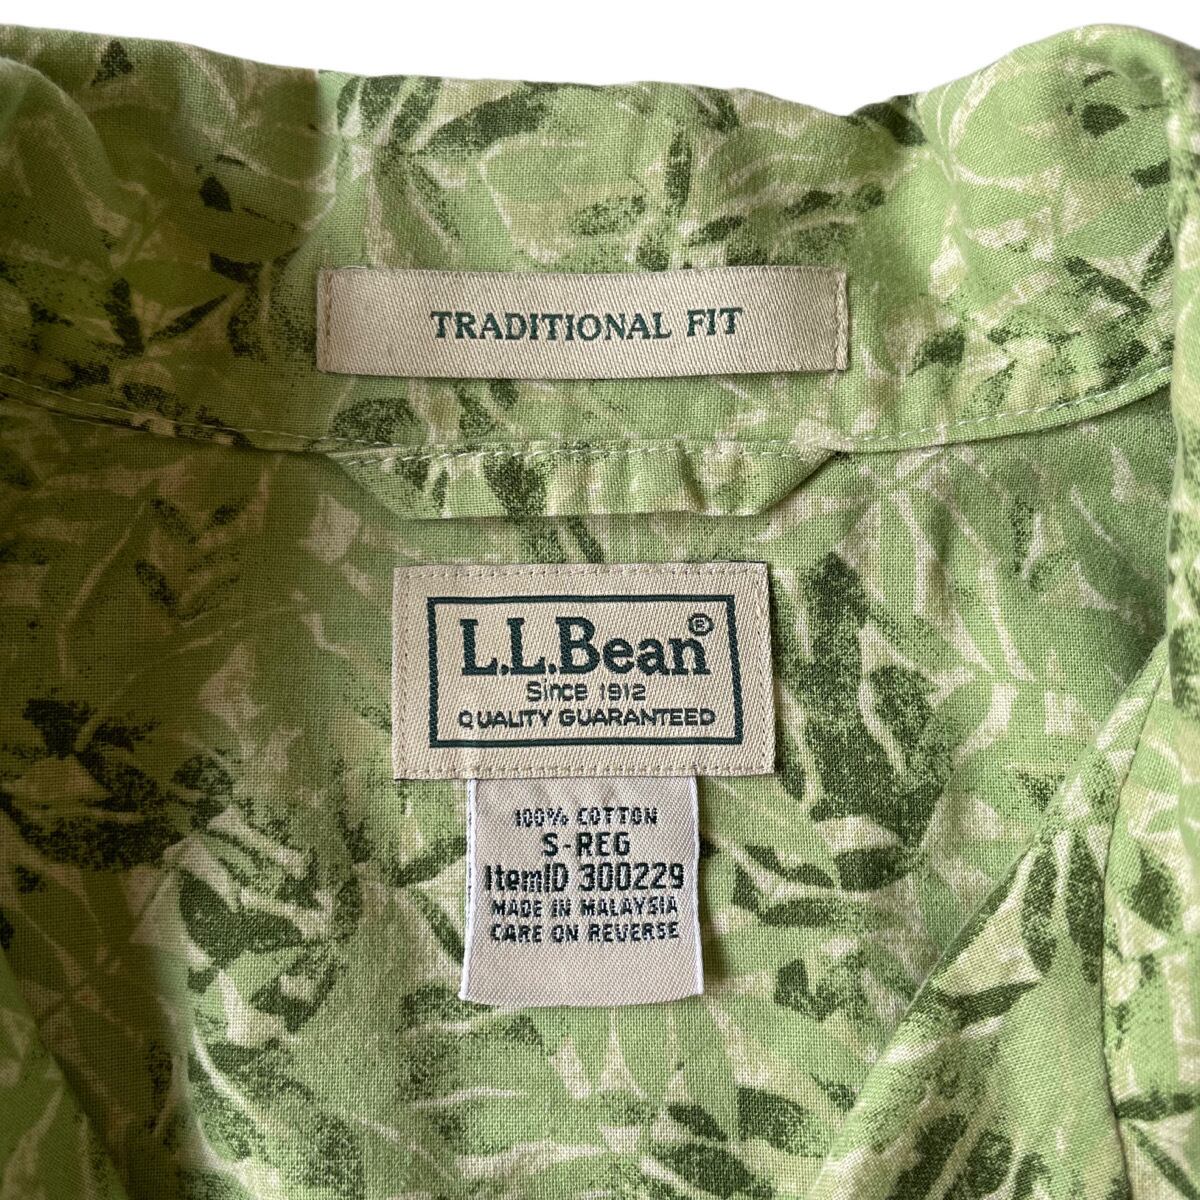 TRADITIONAL FIT
L.L.Bean®
Since 1912
QUALITY GUARANTEED
100% COTTON
S-REG
ItemID 300229
MADE IN MALAYSIA
CARE ON REVERSE